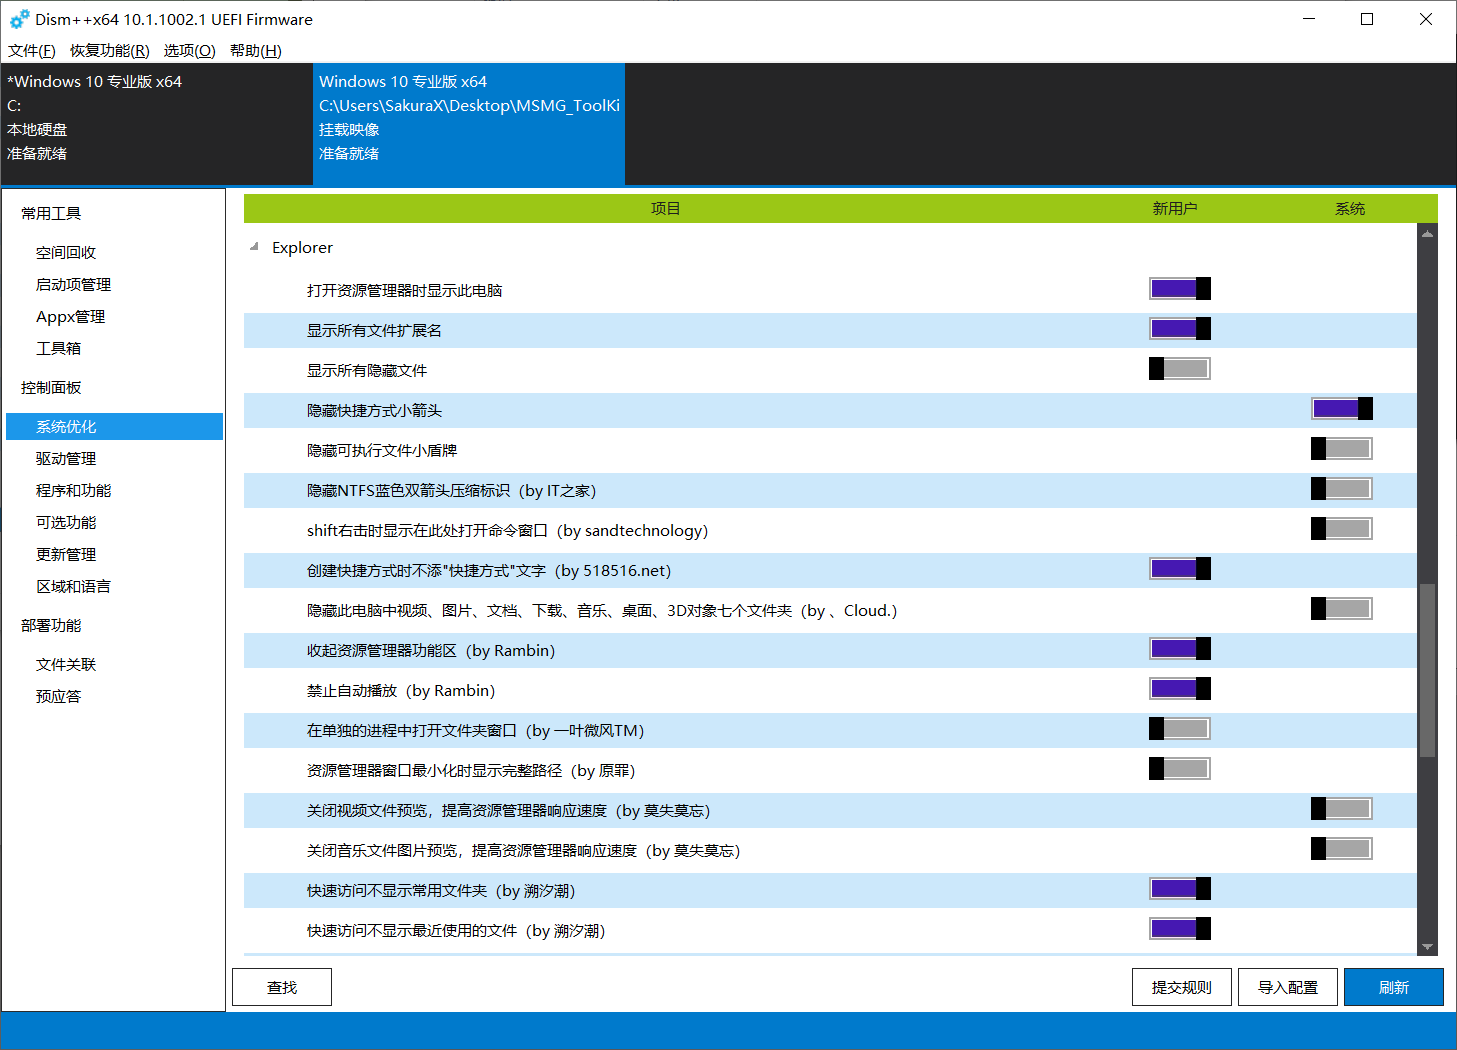 Dism++x64 10.1.1002.1 UEFI Firmware
文件(F) 恢复功能(R) 选项(O) 帮助(H)
*Windows 10 专业版 x64
C:
本地硬盘
准备就绪
Windows 10 专业版 x64
C:\Users\SakuraX\Desktop\MSMG_ToolKi
挂载映像
准备就绪
常用工具
空间回收
启动项管理
Appx管理
工具箱
控制面板
系统优化
驱动管理
程序和功能
可选功能
更新管理
区域和语言
部署功能
文件关联
预应答
项目 新用户 系统
Explorer
打开资源管理器时显示此电脑
显示所有文件扩展名
显示所有隐藏文件
隐藏快捷方式小箭头
隐藏可执行文件小盾牌
隐藏NTFS蓝色双箭头压缩标识（by IT之家）
shift右击时显示在此处打开命令窗口（by sandtechnology）
创建快捷方式时不添"快捷方式"文字（by 518516.net）
隐藏此电脑中视频、图片、文档、下载、音乐、桌面、3D对象七个文件夹（by 、Cloud.）
收起资源管理器功能区（by Rambin）
禁止自动播放（by Rambin）
在单独的进程中打开文件夹窗口（by 一叶微风TM）
资源管理器窗口最小化时显示完整路径（by 原罪）
关闭视频文件预览，提高资源管理器响应速度（by 莫失莫忘）
关闭音乐文件图片预览，提高资源管理器响应速度（by 莫失莫忘）
快速访问不显示常用文件夹（by 溯汐潮）
快速访问不显示最近使用的文件（by 溯汐潮）
查找 提交规则 导入配置 刷新